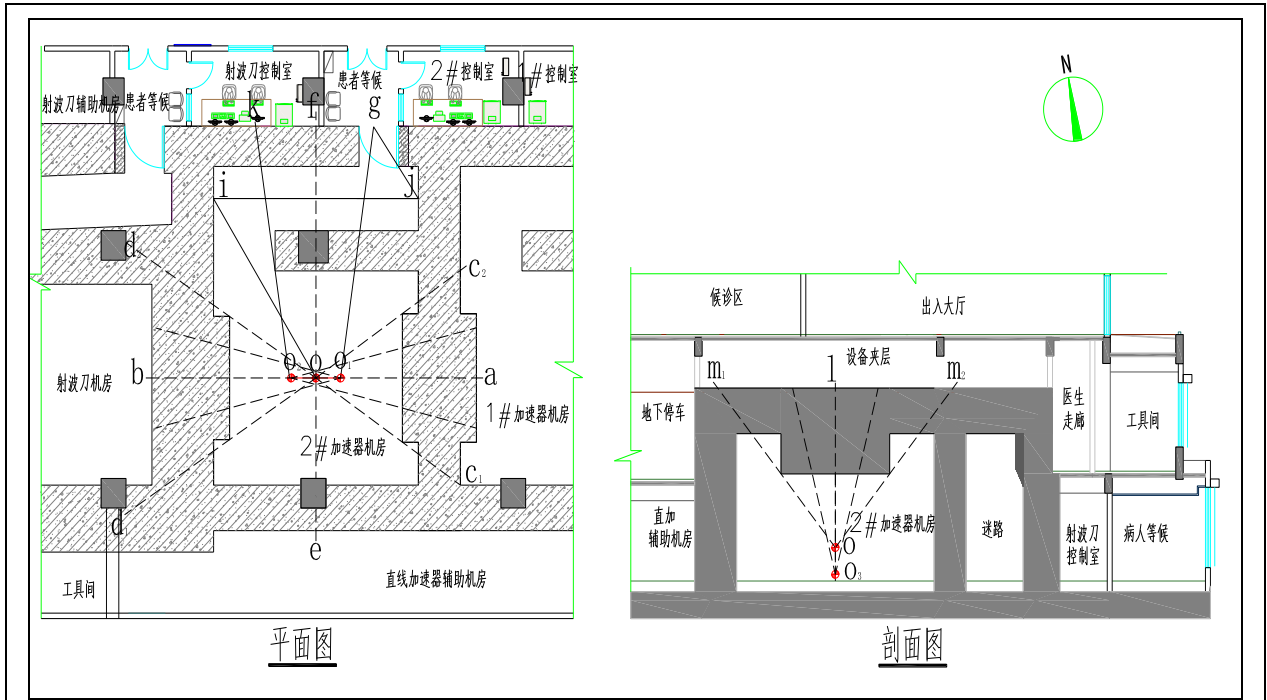 射波刀控制室
2#控制室
1#控制室
患者等候
射波刀辅助机房
患者等候
N
k
f
g
i
j
d
c₂
候诊区
出入大厅
设备夹层
m₁
l
m₂
O₂
O
O₁
b
a
射波刀机房
1#加速器机房
地下停车
医生
走廊
工具间
2#加速器机房
c₁
d₁
e
直加
辅助机房
2#加速器机房
迷路
射波刀
控制室
病人等候
O
O₃
工具间
直线加速器辅助机房
平面图
剖面图